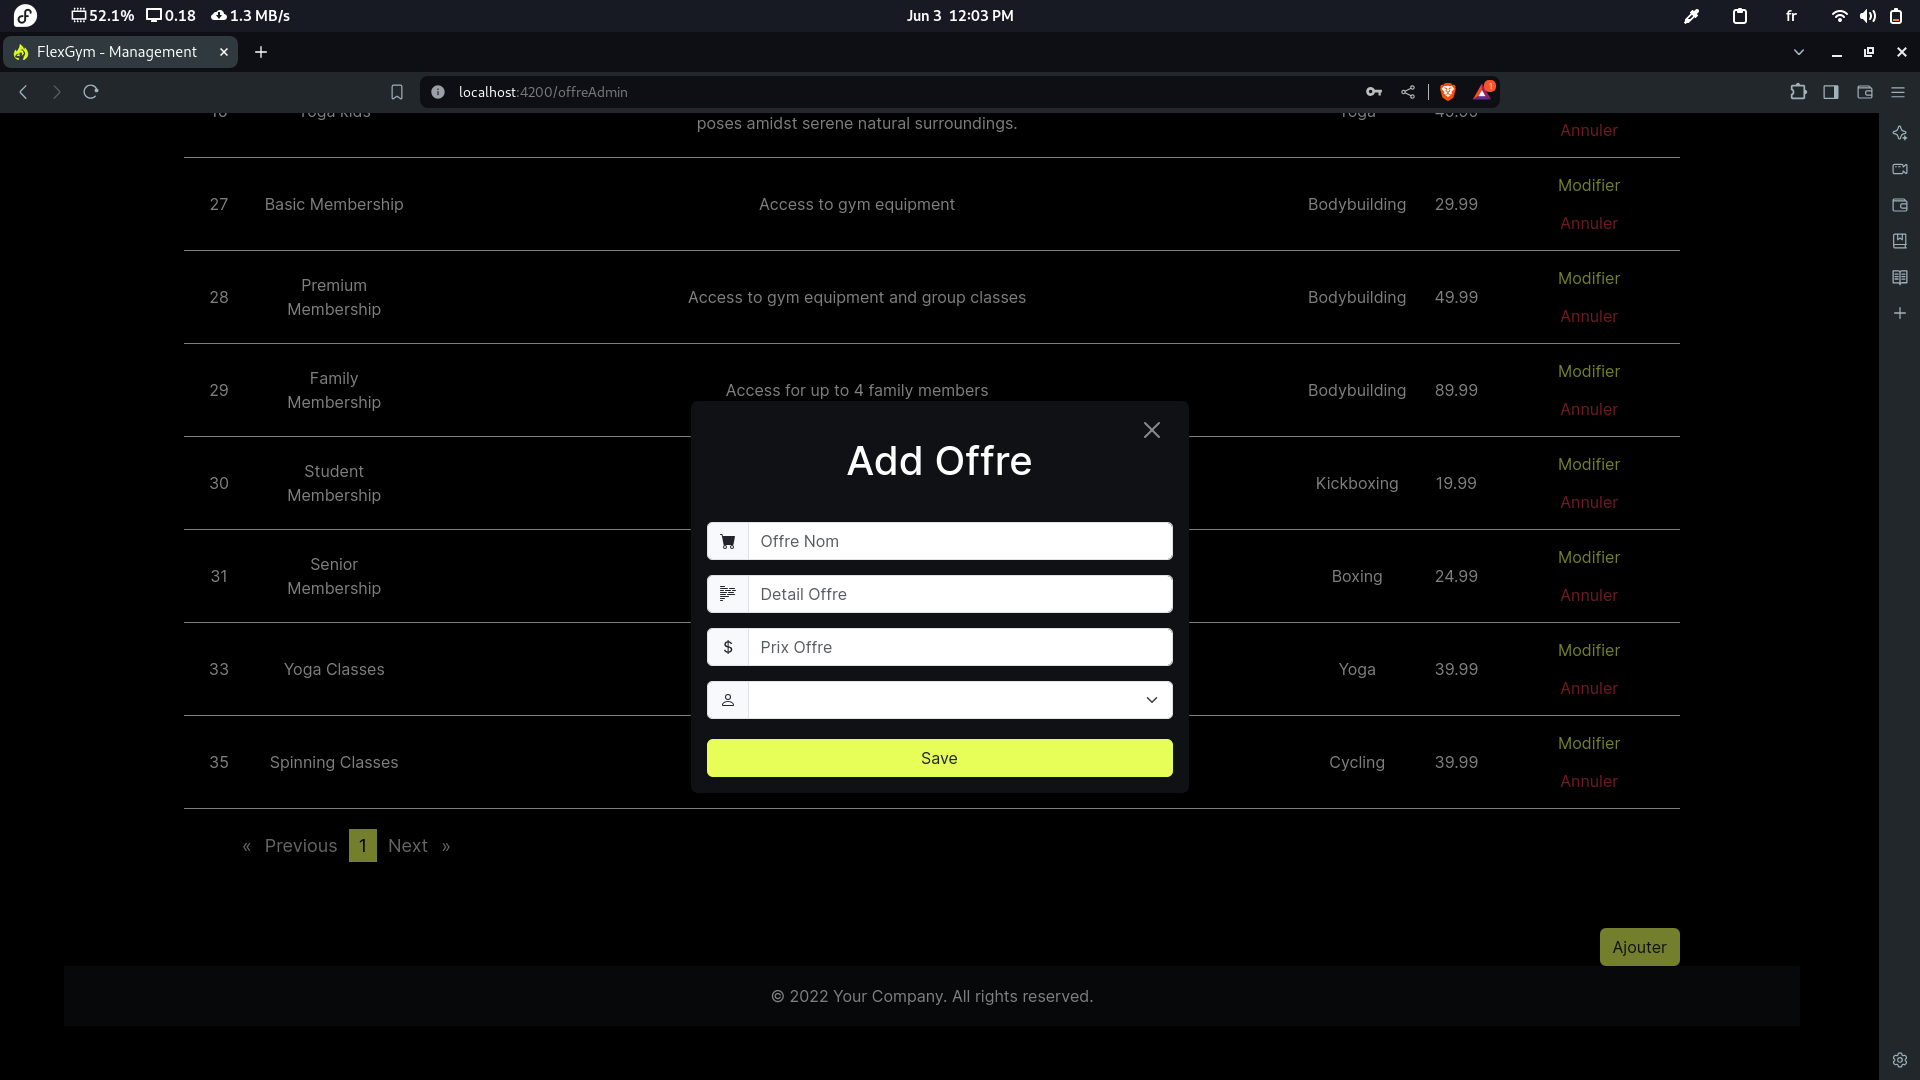 52.1% 0.18 1.3 MB/s Jun 3 12:03 PM fr
FlexGym - Management
localhost:4200/offreAdmin 1
Yoga kids poses amidst serene natural surroundings. Yoga 49.99 Annuler
27 Basic Membership Access to gym equipment Bodybuilding 29.99 Modifier
Annuler
28 Premium Membership Access to gym equipment and group classes Bodybuilding 49.99 Modifier
Annuler
29 Family Membership Access for up to 4 family members Bodybuilding 89.99 Modifier
Annuler
30 Student Membership Kickboxing 19.99 Modifier
Annuler
31 Senior Membership Boxing 24.99 Modifier
Annuler
33 Yoga Classes Yoga 39.99 Modifier
Annuler
35 Spinning Classes Cycling 39.99 Modifier
Annuler
Add Offre
Offre Nom
Detail Offre
$ Prix Offre
Save
« Previous 1 Next »
Ajouter
© 2022 Your Company. All rights reserved.